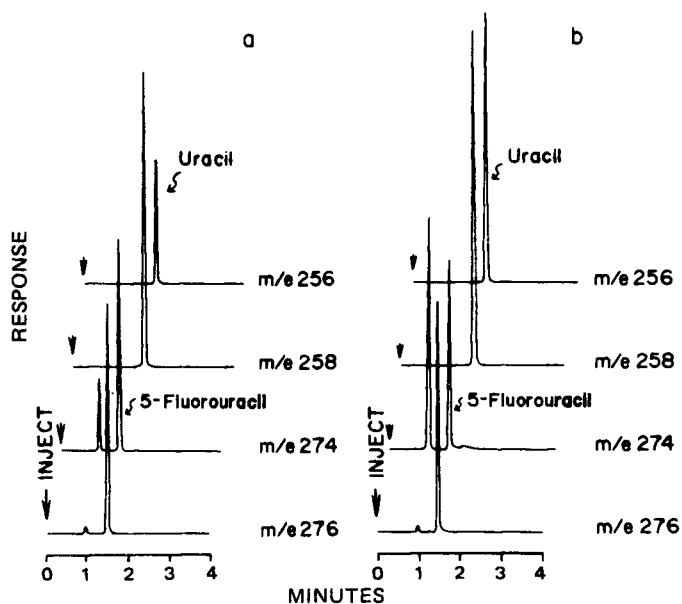 a
Uracil
m/e 256
m/e 258
5-Fluorouracil
m/e 274
INJECT
m/e 276
0 1 2 3 4
b
Uracil
m/e 256
m/e 258
5-Fluorouracil
m/e 274
INJECT
m/e 276
0 1 2 3 4
RESPONSE
MINUTES